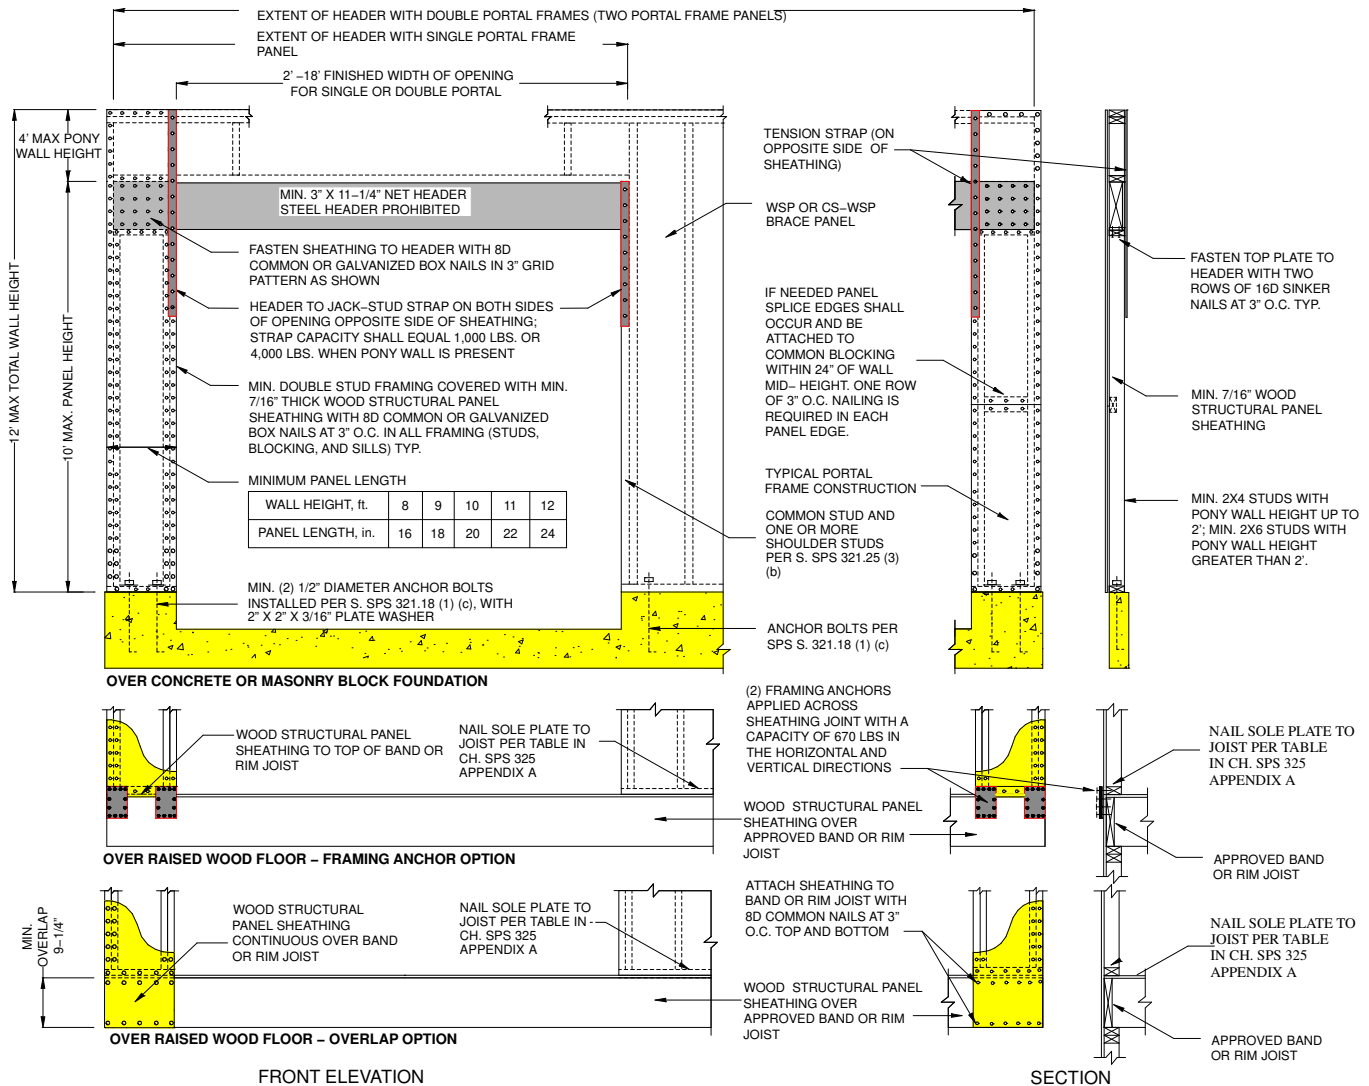 EXTENT OF HEADER WITH DOUBLE PORTAL FRAMES (TWO PORTAL FRAME PANELS)
EXTENT OF HEADER WITH SINGLE PORTAL FRAME
PANEL
2' –18' FINISHED WIDTH OF OPENING
FOR SINGLE OR DOUBLE PORTAL
4' MAX PONY
WALL HEIGHT
12' MAX TOTAL WALL HEIGHT
10' MAX. PANEL HEIGHT
MIN. 3" X 11–1/4" NET HEADER
STEEL HEADER PROHIBITED
FASTEN SHEATHING TO HEADER WITH 8D
COMMON OR GALVANIZED BOX NAILS IN 3" GRID
PATTERN AS SHOWN
HEADER TO JACK–STUD STRAP ON BOTH SIDES
OF OPENING OPPOSITE SIDE OF SHEATHING;
STRAP CAPACITY SHALL EQUAL 1,000 LBS. OR
4,000 LBS. WHEN PONY WALL IS PRESENT
MIN. DOUBLE STUD FRAMING COVERED WITH MIN.
7/16" THICK WOOD STRUCTURAL PANEL
SHEATHING WITH 8D COMMON OR GALVANIZED
BOX NAILS AT 3" O.C. IN ALL FRAMING (STUDS,
BLOCKING, AND SILLS) TYP.
MINIMUM PANEL LENGTH
WALL HEIGHT, ft. 8 9 10 11 12
PANEL LENGTH, in. 16 18 20 22 24
MIN. (2) 1/2" DIAMETER ANCHOR BOLTS
INSTALLED PER S. SPS 321.18 (1) (c), WITH
2" X 2" X 3/16" PLATE WASHER
OVER CONCRETE OR MASONRY BLOCK FOUNDATION
TENSION STRAP (ON
OPPOSITE SIDE OF
SHEATHING)
WSP OR CS–WSP
BRACE PANEL
IF NEEDED PANEL
SPLICE EDGES SHALL
OCCUR AND BE
ATTACHED TO
COMMON BLOCKING
WITHIN 24" OF WALL
MID– HEIGHT. ONE ROW
OF 3" O.C. NAILING IS
REQUIRED IN EACH
PANEL EDGE.
TYPICAL PORTAL
FRAME CONSTRUCTION
COMMON STUD AND
ONE OR MORE
SHOULDER STUDS
PER S. SPS 321.25 (3)
(b)
ANCHOR BOLTS PER
SPS S. 321.18 (1) (c)
FASTEN TOP PLATE TO
HEADER WITH TWO
ROWS OF 16D SINKER
NAILS AT 3" O.C. TYP.
MIN. 7/16" WOOD
STRUCTURAL PANEL
SHEATHING
MIN. 2X4 STUDS WITH
PONY WALL HEIGHT UP TO
2'; MIN. 2X6 STUDS WITH
PONY WALL HEIGHT
GREATER THAN 2'.
WOOD STRUCTURAL PANEL
SHEATHING TO TOP OF BAND OR
RIM JOIST
NAIL SOLE PLATE TO
JOIST PER TABLE IN
CH. SPS 325
APPENDIX A
(2) FRAMING ANCHORS
APPLIED ACROSS
SHEATHING JOINT WITH A
CAPACITY OF 670 LBS IN
THE HORIZONTAL AND
VERTICAL DIRECTIONS
WOOD STRUCTURAL PANEL
SHEATHING OVER
APPROVED BAND OR RIM
JOIST
NAIL SOLE PLATE TO
JOIST PER TABLE
IN CH. SPS 325
APPENDIX A
APPROVED BAND
OR RIM JOIST
OVER RAISED WOOD FLOOR – FRAMING ANCHOR OPTION
MIN.
OVERLAP
9–1/4"
WOOD STRUCTURAL
PANEL SHEATHING
CONTINUOUS OVER BAND
OR RIM JOIST
NAIL SOLE PLATE TO
JOIST PER TABLE IN
CH. SPS 325
APPENDIX A
ATTACH SHEATHING TO
BAND OR RIM JOIST WITH
8D COMMON NAILS AT 3"
O.C. TOP AND BOTTOM
WOOD STRUCTURAL PANEL
SHEATHING OVER
APPROVED BAND OR RIM
JOIST
NAIL SOLE PLATE TO
JOIST PER TABLE
IN CH. SPS 325
APPENDIX A
APPROVED BAND
OR RIM JOIST
OVER RAISED WOOD FLOOR – OVERLAP OPTION
FRONT ELEVATION
SECTION